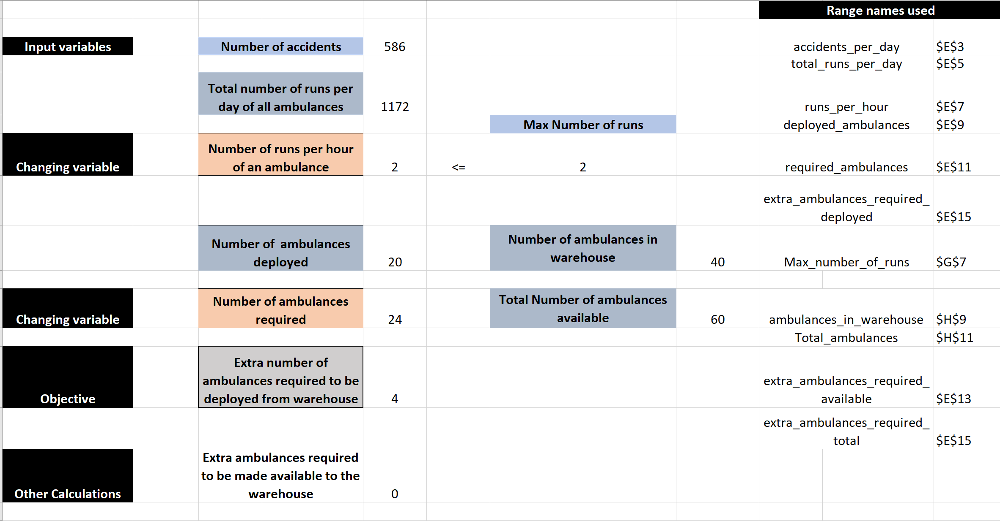 Range names used
Input variables
Number of accidents
586
accidents_per_day
$E$3
total_runs_per_day
$E$5
Total number of runs per
day of all ambulances
1172
runs_per_hour
$E$7
Max Number of runs
deployed_ambulances
$E$9
Changing variable
Number of runs per hour
of an ambulance
2
<=
2
required_ambulances
$E$11
extra_ambulances_required_
deployed
$E$15
Number of  ambulances
deployed
20
Number of ambulances in
warehouse
40
Max_number_of_runs
$G$7
Changing variable
Number of ambulances
required
24
Total Number of ambulances
available
60
ambulances_in_warehouse
$H$9
Total_ambulances
$H$11
Objective
Extra number of
ambulances required to be
deployed from warehouse
4
extra_ambulances_required_
available
$E$13
extra_ambulances_required_
total
$E$15
Other Calculations
Extra ambulances required
to be made available to the
warehouse
0